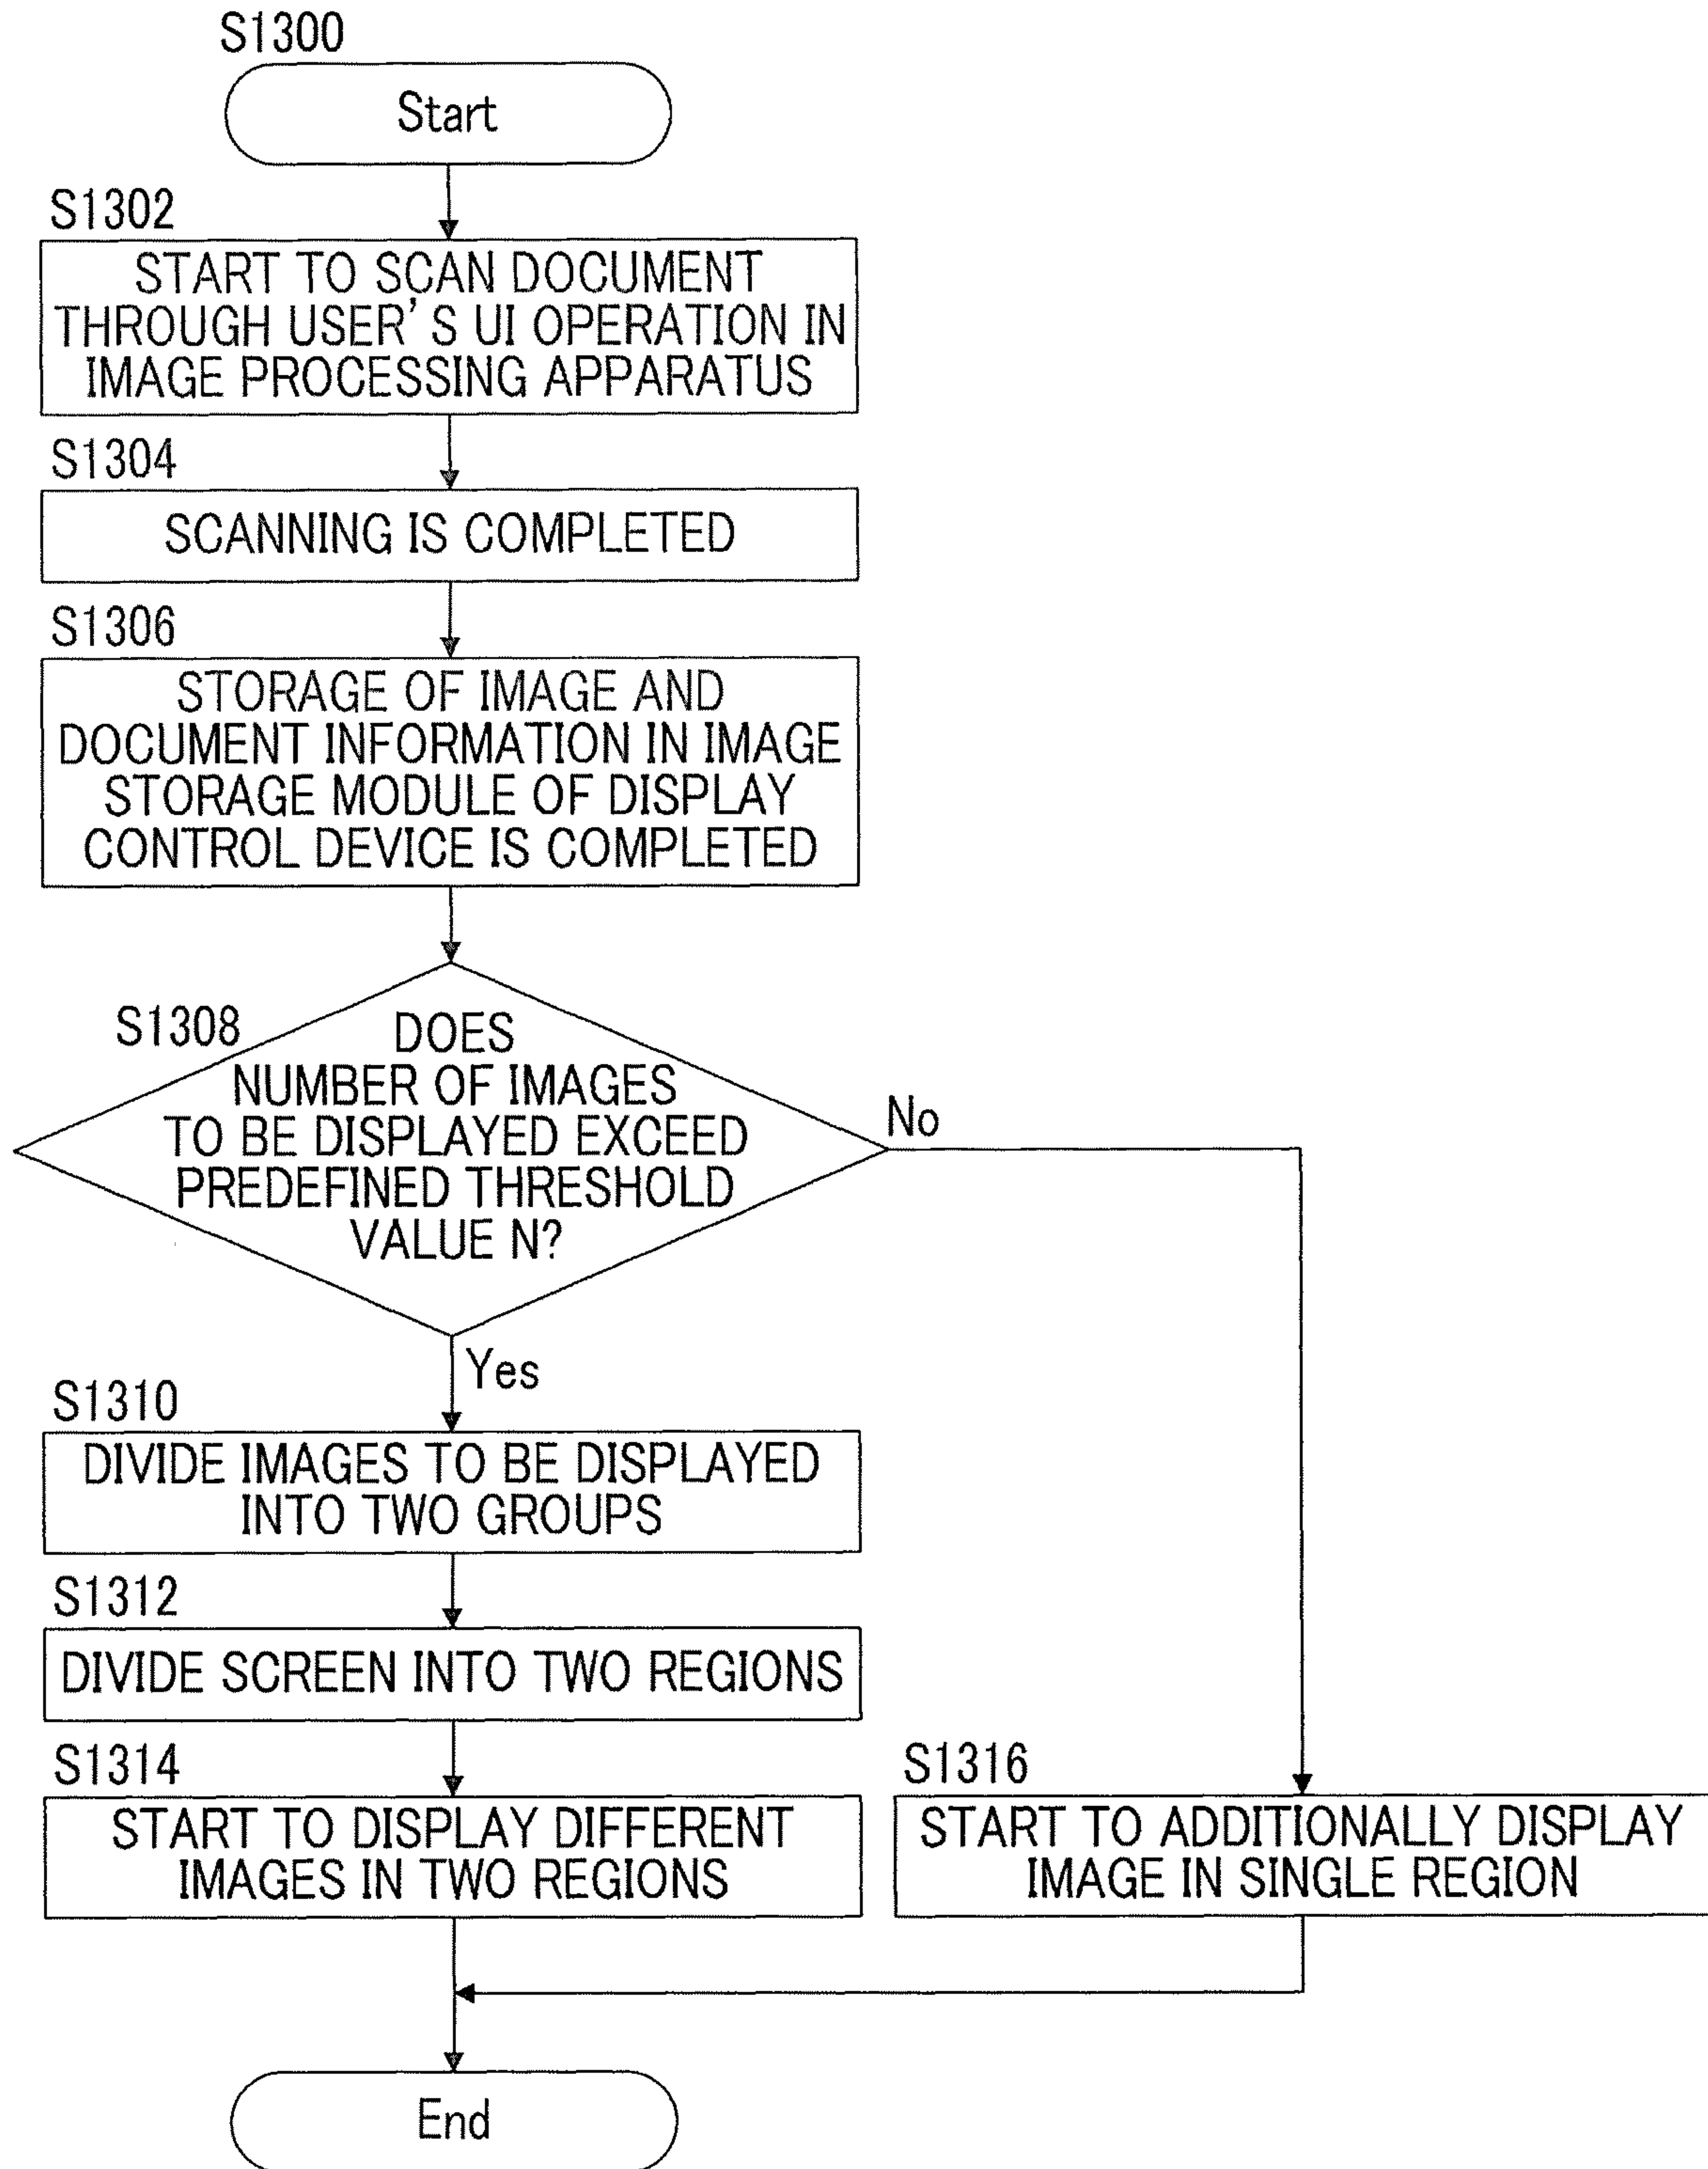 S1300
Start
S1302
START TO SCAN DOCUMENT
THROUGH USER'S UI OPERATION IN
IMAGE PROCESSING APPARATUS
S1304
SCANNING IS COMPLETED
S1306
STORAGE OF IMAGE AND
DOCUMENT INFORMATION IN IMAGE
STORAGE MODULE OF DISPLAY
CONTROL DEVICE IS COMPLETED
S1308
DOES
NUMBER OF IMAGES
TO BE DISPLAYED EXCEED
PREDEFINED THRESHOLD
VALUE N?
No
Yes
S1310
DIVIDE IMAGES TO BE DISPLAYED
INTO TWO GROUPS
S1312
DIVIDE SCREEN INTO TWO REGIONS
S1314
START TO DISPLAY DIFFERENT
IMAGES IN TWO REGIONS
S1316
START TO ADDITIONALLY DISPLAY
IMAGE IN SINGLE REGION
End